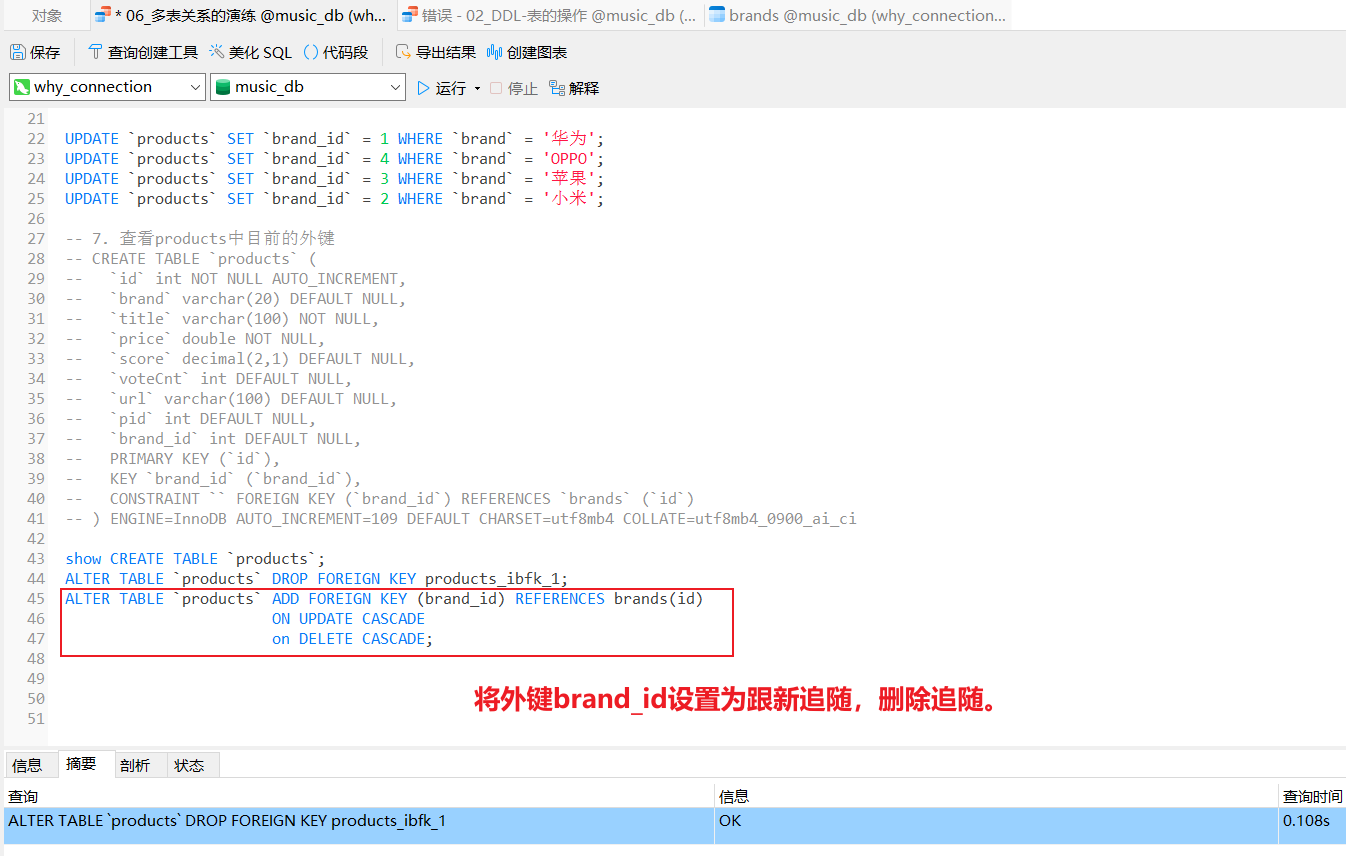 对象
* 06_多表关系的演练 @music_db (wh...
错误 - 02_DDL-表的操作 @music_db (...
brands @music_db (why_connection...
保存
查询创建工具
美化 SQL
() 代码段
导出结果
创建图表
why_connection
music_db
运行
停止
解释
21
22 UPDATE `products` SET `brand_id` = 1 WHERE `brand` = '华为';
23 UPDATE `products` SET `brand_id` = 4 WHERE `brand` = 'OPPO';
24 UPDATE `products` SET `brand_id` = 3 WHERE `brand` = '苹果';
25 UPDATE `products` SET `brand_id` = 2 WHERE `brand` = '小米';
26
27 -- 7. 查看products中目前的外键
28 -- CREATE TABLE `products` (
29 --   `id` int NOT NULL AUTO_INCREMENT,
30 --   `brand` varchar(20) DEFAULT NULL,
31 --   `title` varchar(100) NOT NULL,
32 --   `price` double NOT NULL,
33 --   `score` decimal(2,1) DEFAULT NULL,
34 --   `voteCnt` int DEFAULT NULL,
35 --   `url` varchar(100) DEFAULT NULL,
36 --   `pid` int DEFAULT NULL,
37 --   `brand_id` int DEFAULT NULL,
38 --   PRIMARY KEY (`id`),
39 --   KEY `brand_id` (`brand_id`),
40 --   CONSTRAINT `` FOREIGN KEY (`brand_id`) REFERENCES `brands` (`id`)
41 -- ) ENGINE=InnoDB AUTO_INCREMENT=109 DEFAULT CHARSET=utf8mb4 COLLATE=utf8mb4_0900_ai_ci
42
43 show CREATE TABLE `products`;
44 ALTER TABLE `products` DROP FOREIGN KEY products_ibfk_1;
45 ALTER TABLE `products` ADD FOREIGN KEY (brand_id) REFERENCES brands(id)
46 ON UPDATE CASCADE
47 on DELETE CASCADE;
48
49
50
51
将外键brand_id设置为跟新追随，删除追随。
信息 摘要 剖析 状态
查询 信息 查询时间
ALTER TABLE `products` DROP FOREIGN KEY products_ibfk_1 OK 0.108s